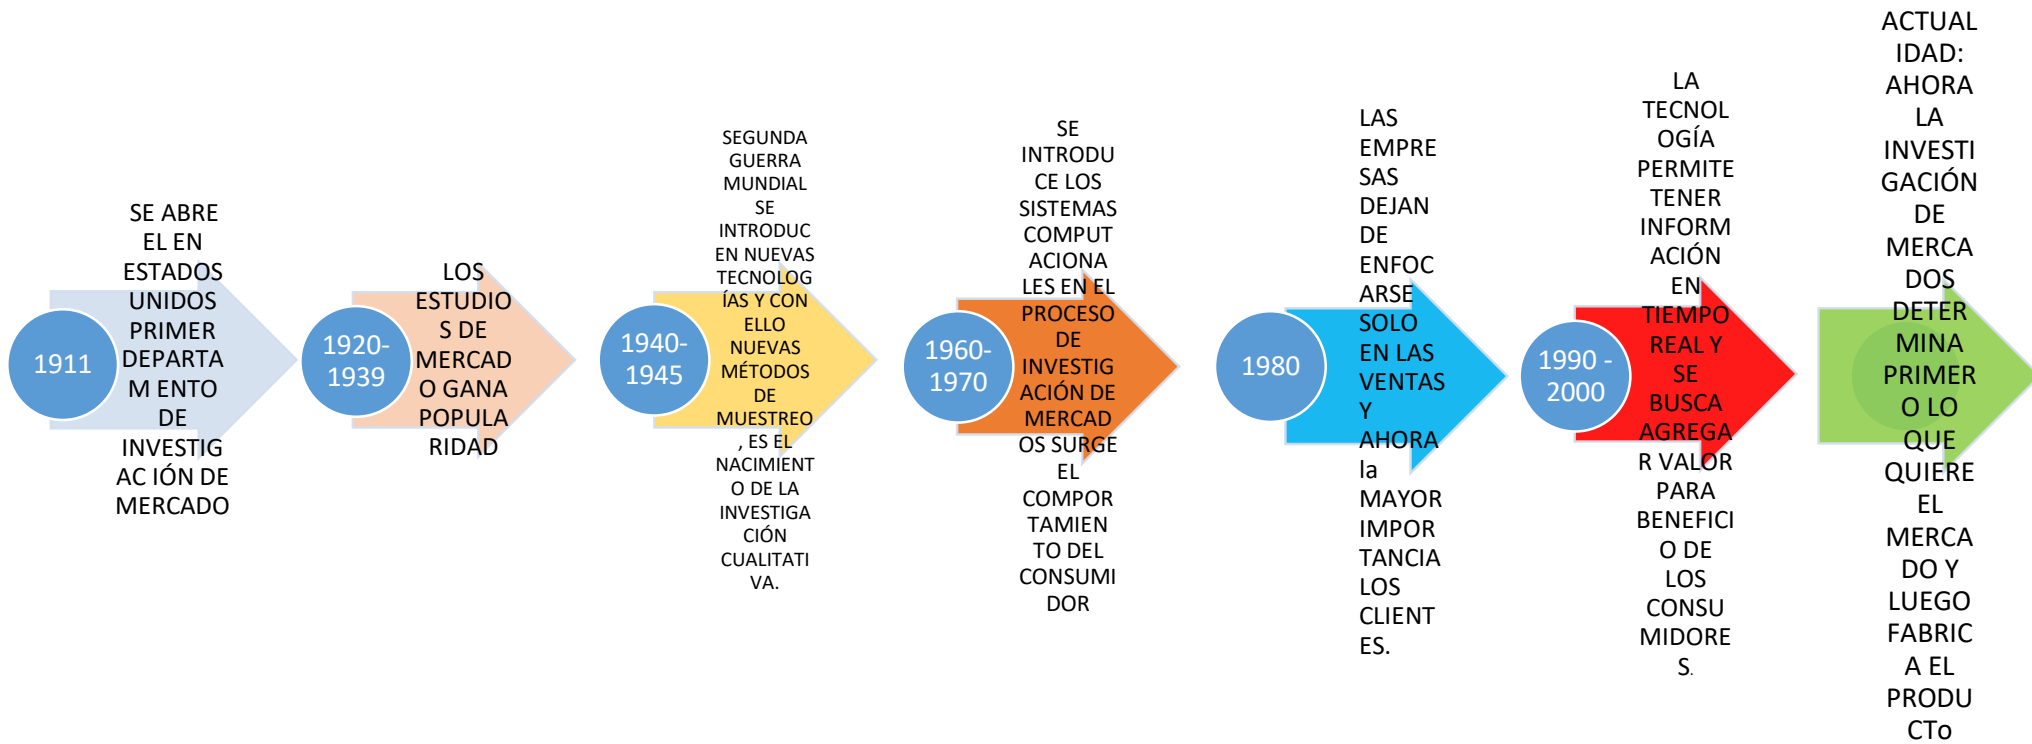 1911
SE ABRE
EL EN
ESTADOS
UNIDOS
PRIMER
DEPARTA
M ENTO
DE
INVESTIG
AC IÓN DE
MERCADO
1920-
1939
LOS
ESTUDIO
S DE
MERCAD
O GANA
POPULA
RIDAD
1940-
1945
SEGUNDA
GUERRA
MUNDIAL
SE
INTRODUC
EN NUEVAS
TECNOLOG
ÍAS Y CON
ELLO
NUEVAS
MÉTODOS
DE
MUESTREO
, ES EL
NACIMIENT
O DE LA
INVESTIGA
CIÓN
CUALITATI
VA.
1960-
1970
SE
INTRODU
CE LOS
SISTEMAS
COMPUT
ACIONA
LES EN EL
PROCESO
DE
INVESTIG
ACIÓN DE
MERCAD
OS SURGE
EL
COMPOR
TAMIEN
TO DEL
CONSUMI
DOR
1980
LAS
EMPRE
SAS
DEJAN
DE
ENFOC
ARSE
SOLO
EN LAS
VENTAS
Y
AHORA
la
MAYOR
IMPOR
TANCIA
LOS
CLIENT
ES.
1990 -
2000
LA
TECNOL
OGÍA
PERMITE
TENER
INFORM
ACIÓN
EN
TIEMPO
REAL Y
SE
BUSCA
AGREGA
R VALOR
PARA
BENEFICI
O DE
LOS
CONSU
MIDORE
S.
ACTUAL
IDAD:
AHORA
LA
INVESTI
GACIÓN
DE
MERCA
DOS
DETER
MINA
PRIMER
O LO
QUE
QUIERE
EL
MERCA
DO Y
LUEGO
FABRIC
A EL
PRODU
CTo